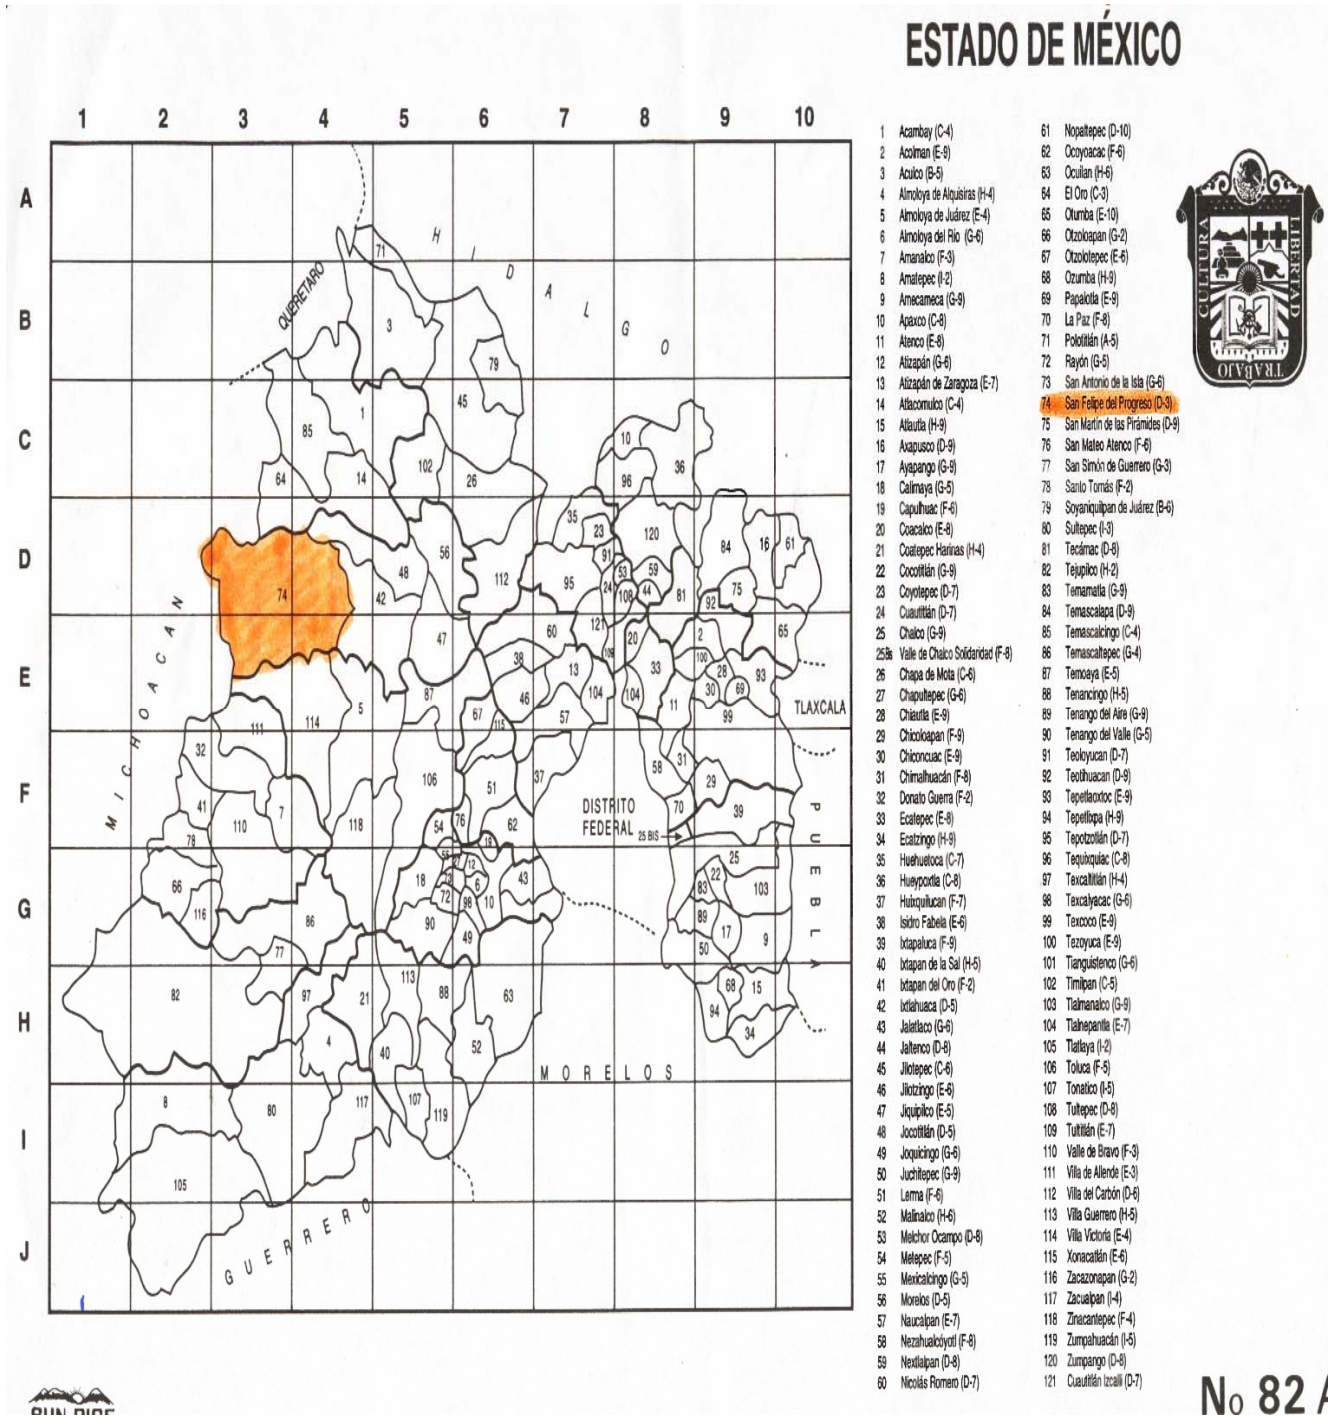 ESTADO DE MÉXICO
1 2 3 4 5 6 7 8 9 10
A
B
C
D
E
F
G
H
I
J
HIDALGO
QUERETARO
MICHOACAN
TLAXCALA
PUEBLA
DISTRITO
FEDERAL
25 BIS
MORELOS
GUERRERO
1 Acambay (C-4)
2 Acolman (E-9)
3 Aculco (B-5)
4 Almoloya de Alquisiras (H-4)
5 Almoloya de Juárez (E-4)
6 Almoloya del Río (G-6)
7 Amanalco (F-3)
8 Amatepec (I-2)
9 Amecameca (G-9)
10 Apaxco (C-8)
11 Atenco (E-8)
12 Atizapán (G-6)
13 Atizapán de Zaragoza (E-7)
14 Atlacomulco (C-4)
15 Atlautla (H-9)
16 Axapusco (D-9)
17 Ayapango (G-9)
18 Calimaya (G-5)
19 Capulhuac (F-6)
20 Coacalco (E-8)
21 Coatepec Harinas (H-4)
22 Cocotitlán (G-9)
23 Coyotepec (D-7)
24 Cuautitlán (D-7)
25 Chalco (G-9)
25Bis Valle de Chalco Solidaridad (F-8)
26 Chapa de Mota (C-6)
27 Chapultepec (G-6)
28 Chiautla (E-9)
29 Chicoloapan (F-9)
30 Chiconcuac (E-9)
31 Chimalhuacán (F-8)
32 Donato Guerra (F-2)
33 Ecatepec (E-8)
34 Ecatzingo (H-9)
35 Huehuetoca (C-7)
36 Hueypoxtla (C-8)
37 Huixquilucan (F-7)
38 Isidro Fabela (E-6)
39 Ixtapaluca (F-9)
40 Ixtapan de la Sal (H-5)
41 Ixtapan del Oro (F-2)
42 Ixtlahuaca (D-5)
43 Jalatlaco (G-6)
44 Jaltenco (D-8)
45 Jilotepec (C-6)
46 Jilotzingo (E-6)
47 Jiquipilco (E-5)
48 Jocotitlán (D-5)
49 Joquicingo (G-6)
50 Juchitepec (G-9)
51 Lerma (F-6)
52 Malinalco (H-6)
53 Melchor Ocampo (D-8)
54 Metepec (F-5)
55 Mexicalcingo (G-5)
56 Morelos (D-5)
57 Naucalpan (E-7)
58 Nezahualcóyotl (F-8)
59 Nextlalpan (D-8)
60 Nicolás Romero (D-7)
61 Nopaltepec (D-10)
62 Ocoyoacac (F-6)
63 Ocuilan (H-6)
64 El Oro (C-3)
65 Otumba (E-10)
66 Otzoloapan (G-2)
67 Otzolotepec (E-6)
68 Ozumba (H-9)
69 Papalotla (E-9)
70 La Paz (F-8)
71 Polotitlán (A-5)
72 Rayón (G-5)
73 San Antonio de la Isla (G-6)
74 San Felipe del Progreso (D-3)
75 San Martín de las Pirámides (D-9)
76 San Mateo Atenco (F-6)
77 San Simón de Guerrero (G-3)
78 Santo Tomás (F-2)
79 Soyaniquilpan de Juárez (B-6)
80 Sultepec (I-3)
81 Tecámac (D-8)
82 Tejupilco (H-2)
83 Temamatla (G-9)
84 Temascalapa (D-9)
85 Temascalcingo (C-4)
86 Temascaltepec (G-4)
87 Temoaya (E-5)
88 Tenancingo (H-5)
89 Tenango del Aire (G-9)
90 Tenango del Valle (G-5)
91 Teoloyucan (D-7)
92 Teotihuacan (D-9)
93 Tepetlaoxtoc (E-9)
94 Tepetlixpa (H-9)
95 Tepotzotlán (D-7)
96 Tequixquiac (C-8)
97 Texcaltitlán (H-4)
98 Texcalyacac (G-6)
99 Texcoco (E-9)
100 Tezoyuca (E-9)
101 Tianguistenco (G-6)
102 Timilpan (C-5)
103 Tlalmanalco (G-9)
104 Tlalnepantla (E-7)
105 Tlatlaya (I-2)
106 Toluca (F-5)
107 Tonatico (I-5)
108 Tultepec (D-8)
109 Tultitlán (E-7)
110 Valle de Bravo (F-3)
111 Villa de Allende (E-3)
112 Villa del Carbón (D-6)
113 Villa Guerrero (H-5)
114 Villa Victoria (E-4)
115 Xonacatlán (E-6)
116 Zacazonapan (G-2)
117 Zacualpan (I-4)
118 Zinacantepec (F-4)
119 Zumpahuacán (I-5)
120 Zumpango (D-8)
121 Cuautitlán Izcalli (D-7)
CULTURA
LIBERTAD
TRABAJO
No 82 A